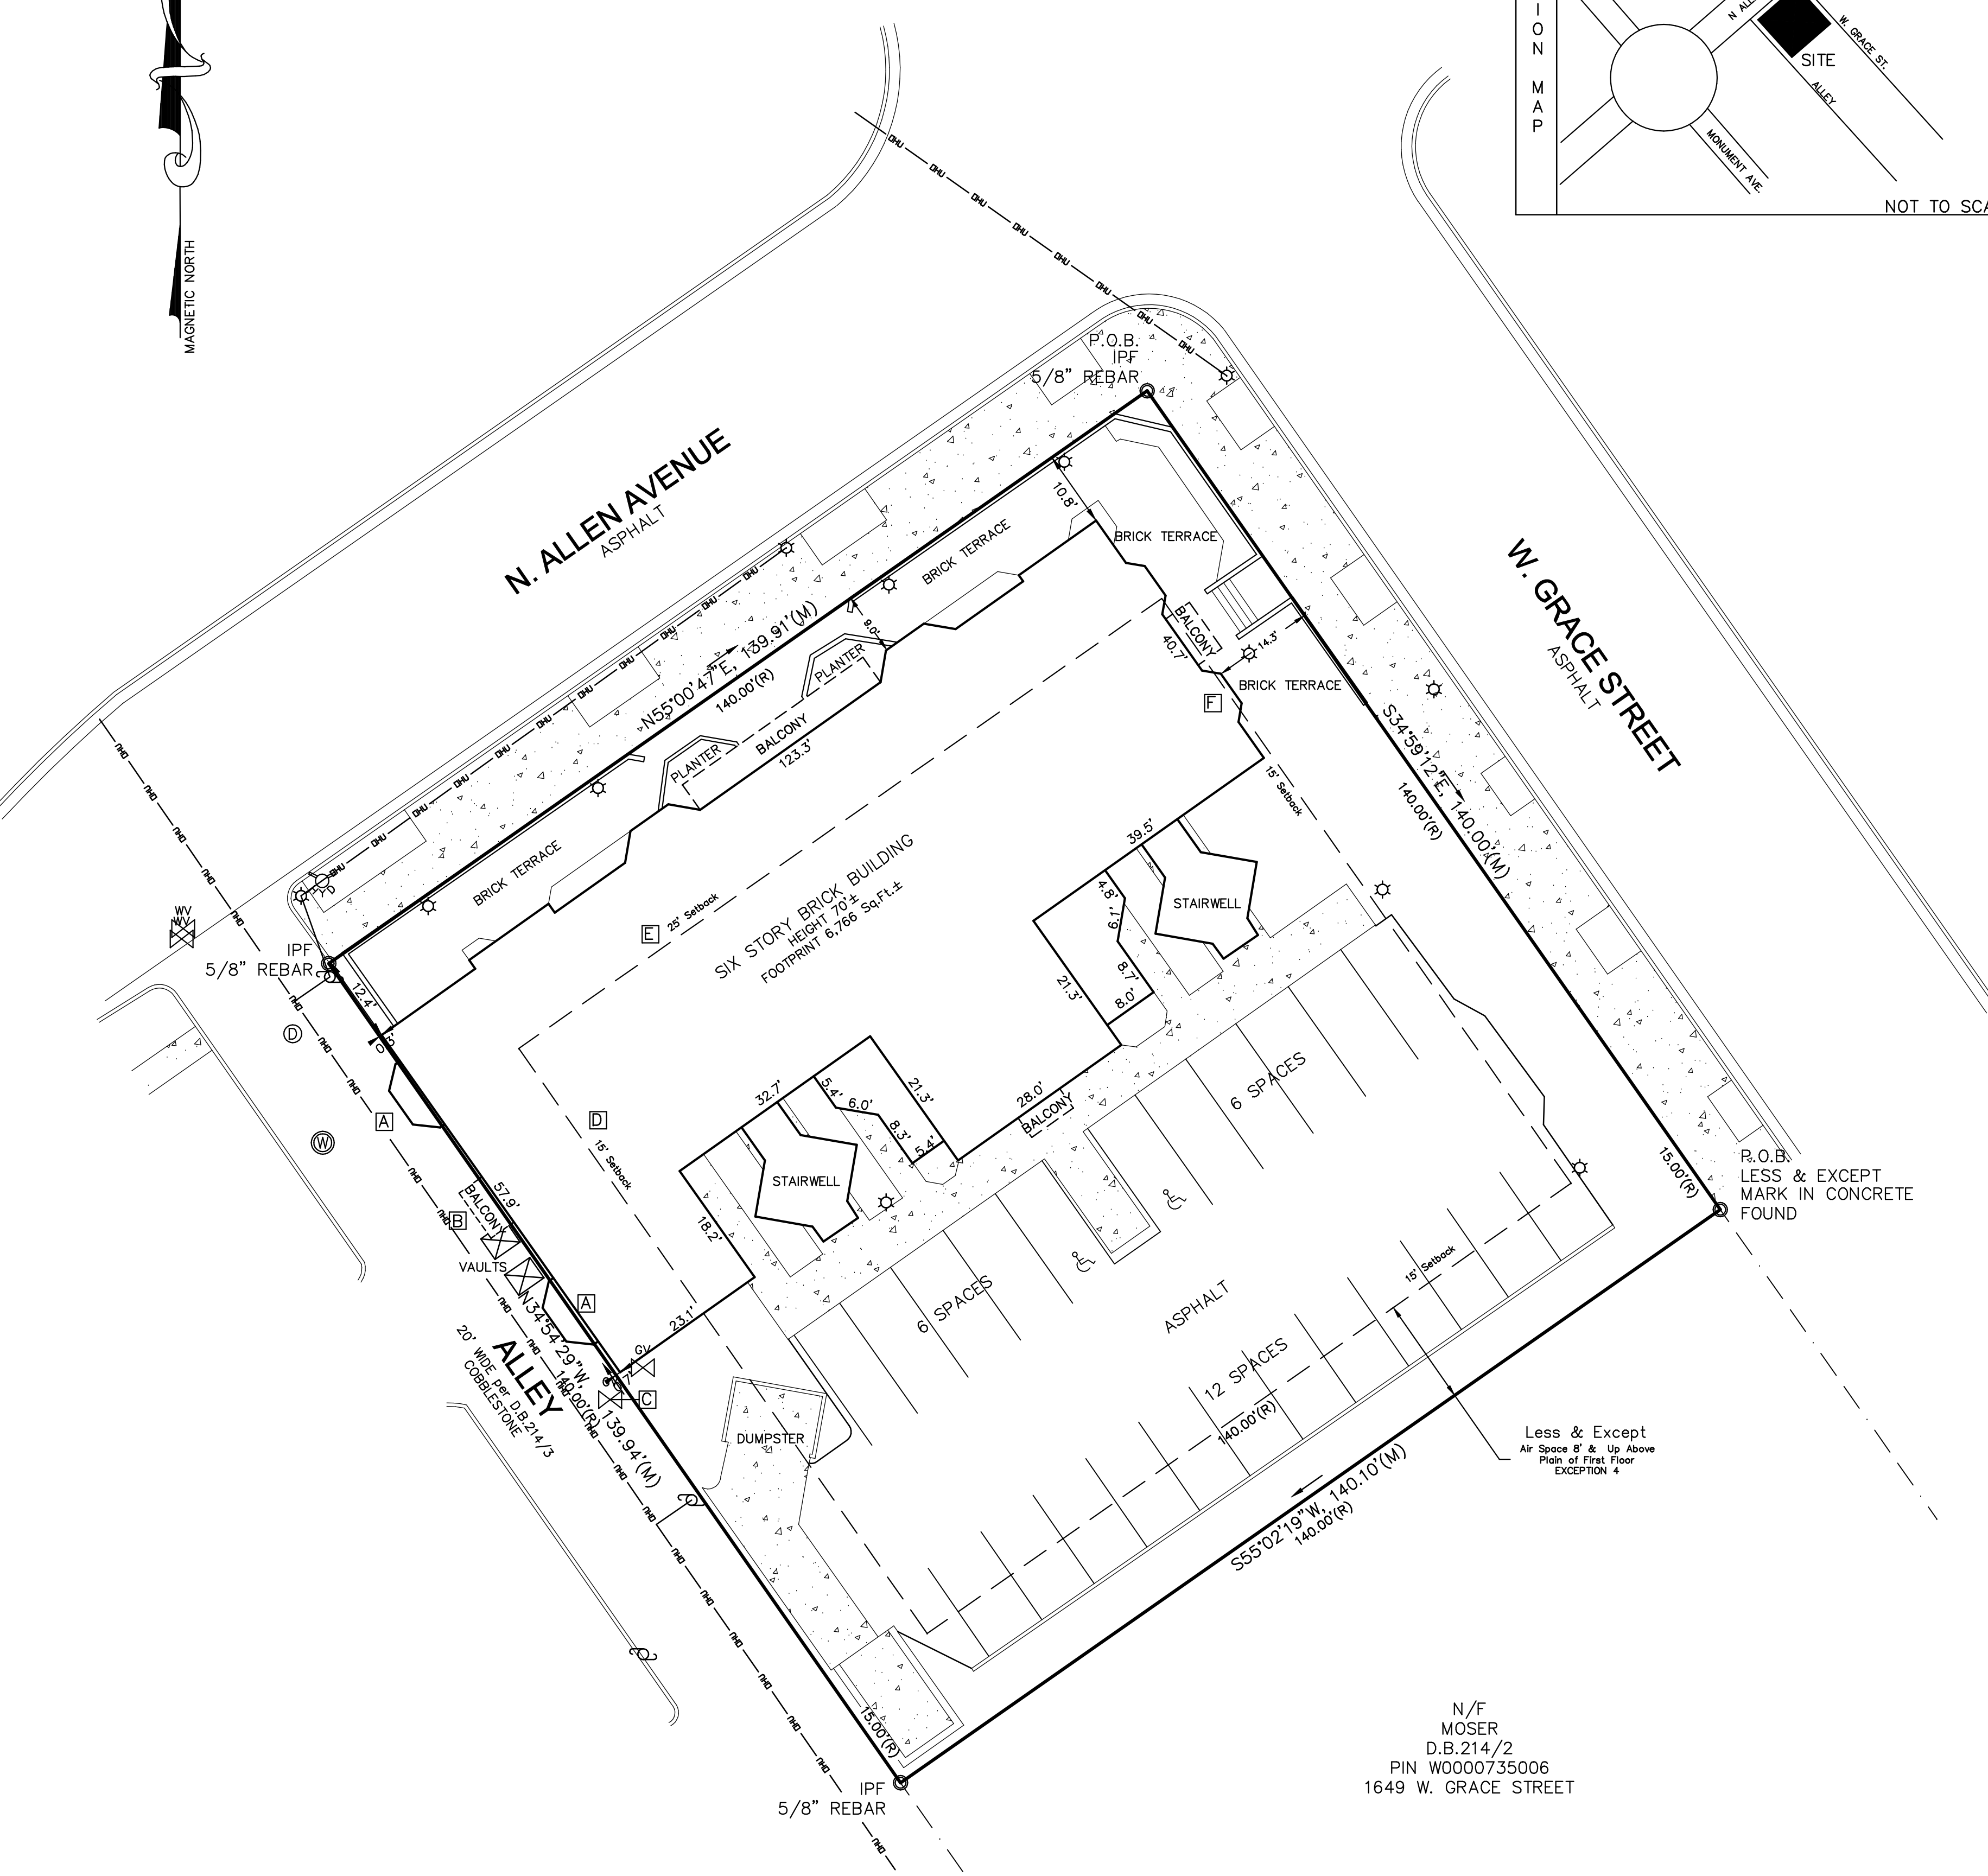 MAGNETIC NORTH
I
O
N
M
A
P
W. GRACE ST.
SITE
ALLEY
MONUMENT AVE.
NOT TO
OHU
P.O.B.
IPF
5/8" REBAR
N. ALLEN AVENUE
ASPHALT
W. GRACE STREET
ASPHALT
10.8'
BRICK TERRACE
BRICK TERRACE
BALCONY
40.7'
14.3'
BRICK TERRACE
F
15' Setback
S34°59'12"E, 140.00'(M)
140.00'(R)
N55°00'47"E, 139.91'(M)
140.00'(R)
9.0'
PLANTER
PLANTER
BALCONY
123.3'
BRICK TERRACE
E
25' Setback
SIX STORY BRICK BUILDING
HEIGHT 70'±
FOOTPRINT 6,766 Sq.Ft.±
39.5'
4.8'
6.1'
8.7'
8.0'
21.3'
STAIRWELL
WV
WV
IPF
5/8" REBAR
12.4'
D
A
W
D
15' Setback
32.7'
5.4'
6.0'
8.3'
5.4'
21.3'
28.0'
BALCONY
STAIRWELL
18.2'
57.9'
BALCONY
B
VAULTS
A
23.1'
GV
C
6 SPACES
6 SPACES
ASPHALT
12 SPACES
140.00'(R)
15' Setback
15.00'(R)
P.O.B.
LESS & EXCEPT
MARK IN CONCRETE
FOUND
ALLEY
20' WIDE per D.B.214/3
COBBLESTONE
N34°54'29"W, 139.94'(M)
140.00'(R)
DUMPSTER
Less & Except
Air Space 8' & Up Above
Plain of First Floor
EXCEPTION 4
S55°02'19"W, 140.10'(M)
140.00'(R)
15.00'(R)
IPF
5/8" REBAR
N/F
MOSER
D.B.214/2
PIN W0000735006
1649 W. GRACE STREET